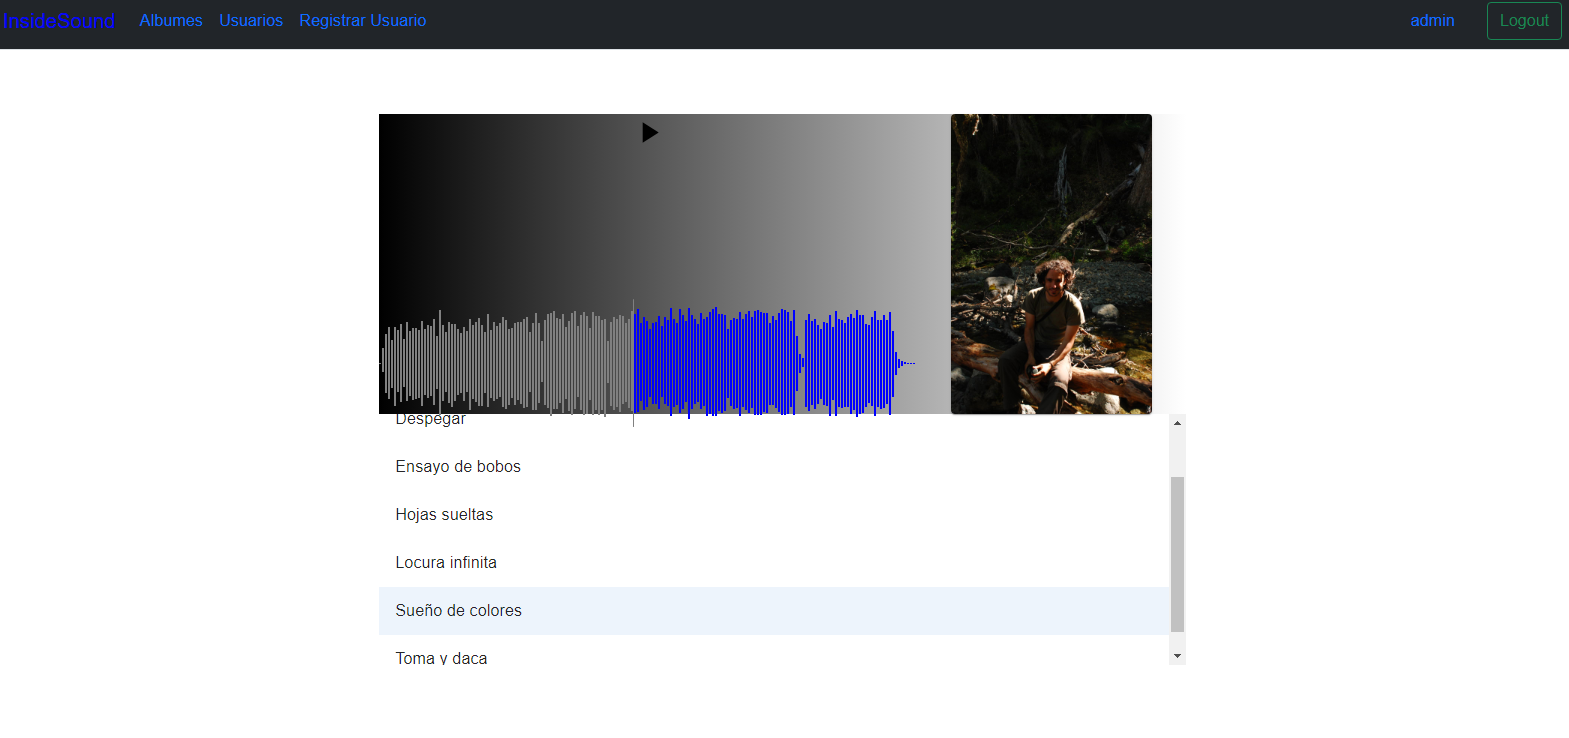 InsideSound Albumes Usuarios Registrar Usuario admin Logout
Despegar
Ensayo de bobos
Hojas sueltas
Locura infinita
Sueño de colores
Toma y daca